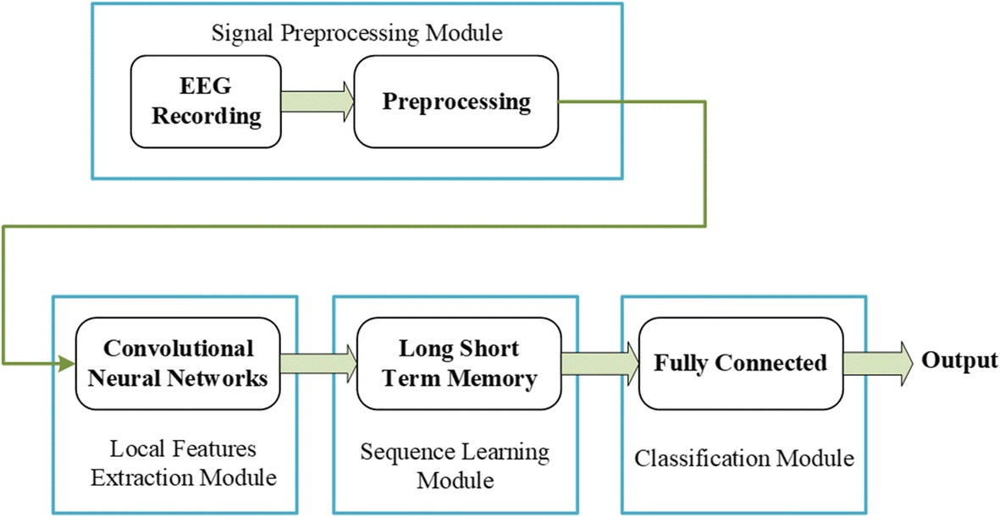 Signal Preprocessing Module
EEG
Recording
Preprocessing
Convolutional
Neural Networks
Local Features
Extraction Module
Long Short
Term Memory
Sequence Learning
Module
Fully Connected
Classification Module
Output